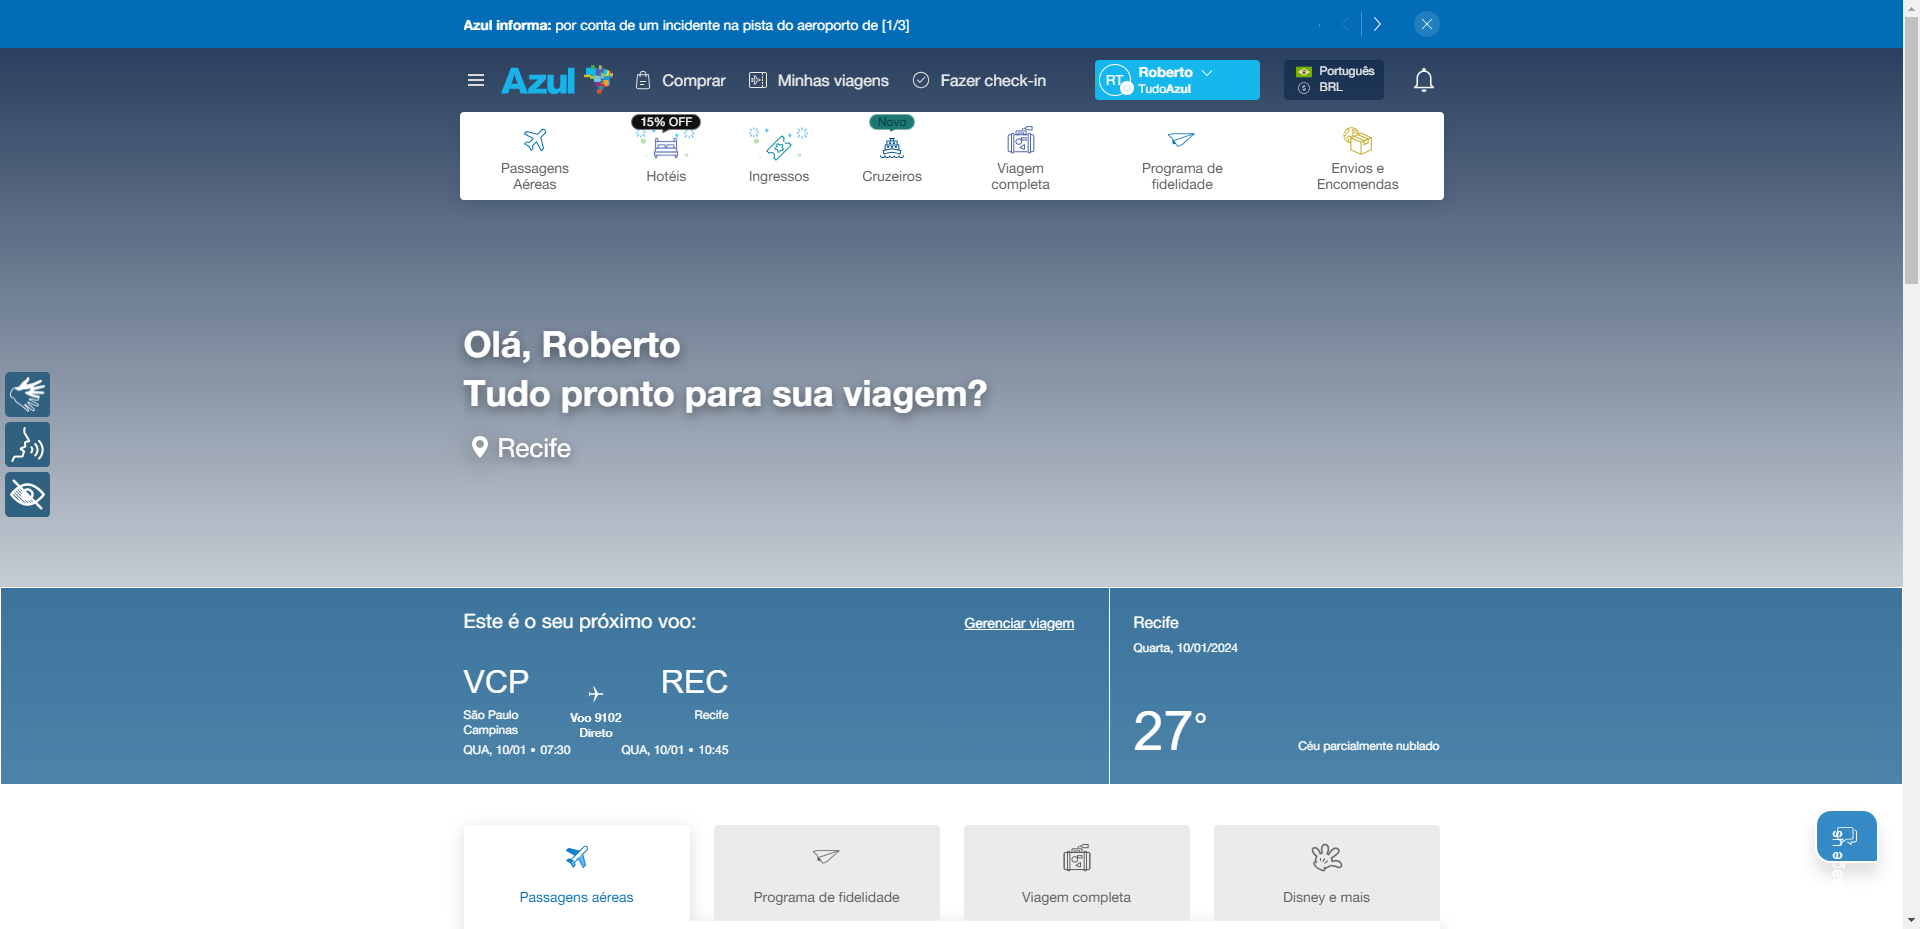 Azul informa: por conta de um incidente na pista do aeroporto de [1/3]
Azul
Comprar
Minhas viagens
Fazer check-in
RT
Roberto
TudoAzul
Português
BRL
15% OFF
Novo
Passagens
Aéreas
Hotéis
Ingressos
Cruzeiros
Viagem
completa
Programa de
fidelidade
Envios e
Encomendas
Olá, Roberto
Tudo pronto para sua viagem?
Recife
Este é o seu próximo voo:
Gerenciar viagem
VCP
REC
São Paulo
Campinas
Voo 9102
Direto
Recife
QUA, 10/01 • 07:30
QUA, 10/01 • 10:45
Recife
Quarta, 10/01/2024
27°
Céu parcialmente nublado
Passagens aéreas
Programa de fidelidade
Viagem completa
Disney e mais